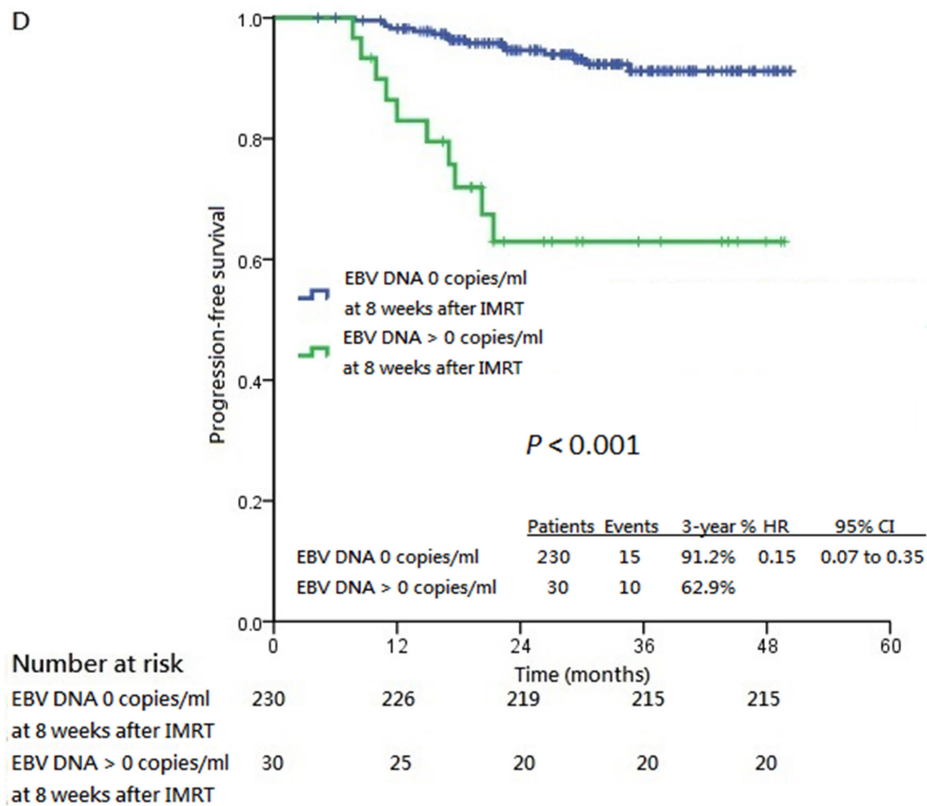 D
1.0
0.8
0.6
0.4
0.2
0.0
Progression-free survival
EBV DNA 0 copies/ml
at 8 weeks after IMRT
EBV DNA > 0 copies/ml
at 8 weeks after IMRT
P < 0.001
Patients Events 3-year % HR 95% CI
EBV DNA 0 copies/ml 230 15 91.2% 0.15 0.07 to 0.35
EBV DNA > 0 copies/ml 30 10 62.9%
0 12 24 36 48 60
Time (months)
Number at risk
EBV DNA 0 copies/ml 230 226 219 215 215
at 8 weeks after IMRT
EBV DNA > 0 copies/ml 30 25 20 20 20
at 8 weeks after IMRT